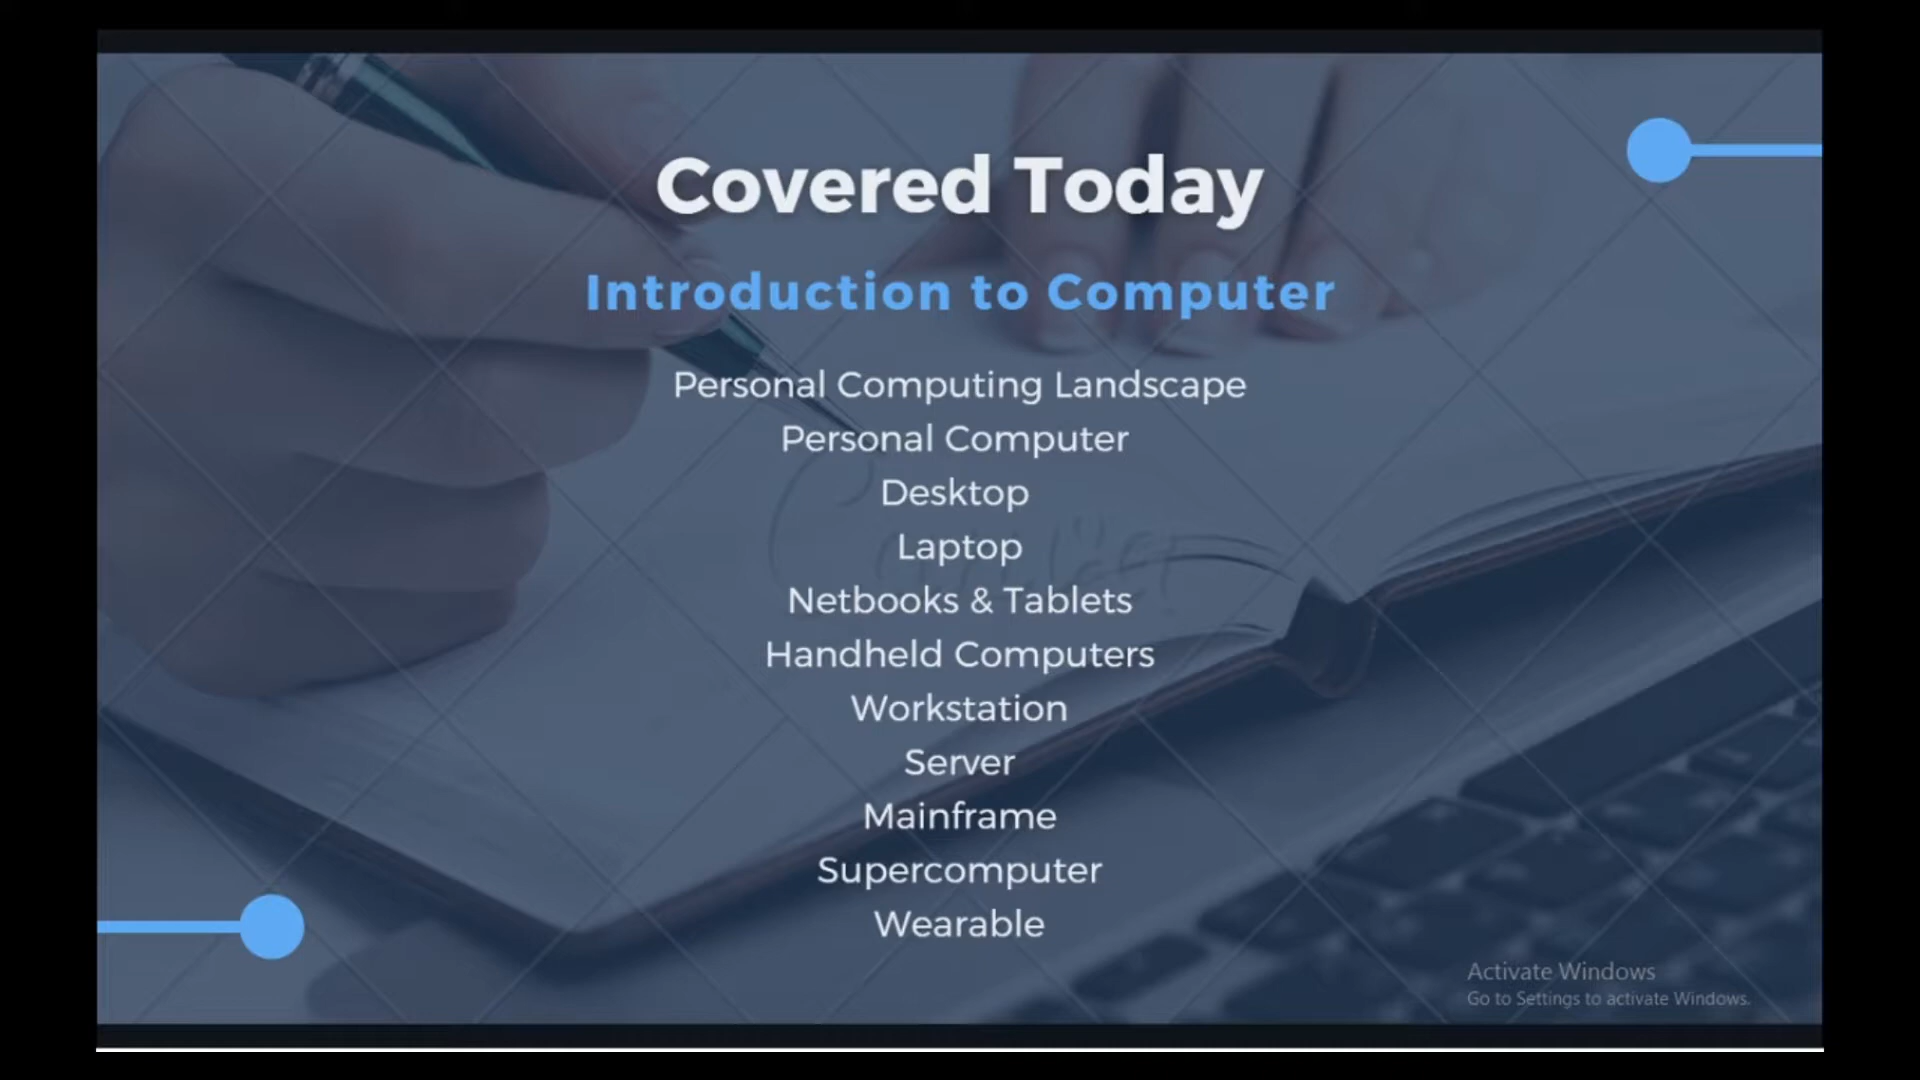 Covered Today
Introduction to Computer
Personal Computing Landscape
Personal Computer
Desktop
Laptop
Netbooks & Tablets
Handheld Computers
Workstation
Server
Mainframe
Supercomputer
Wearable
Activate Windows
Go to Settings to activate Windows.